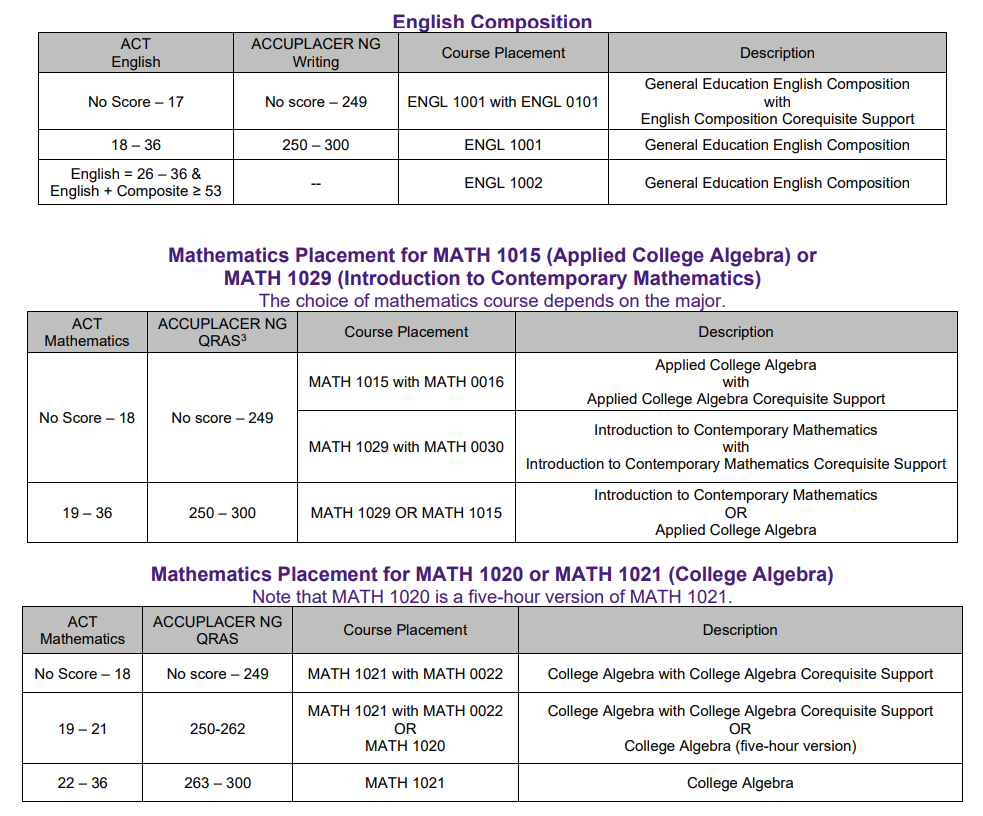 English Composition
ACT
English
ACCUPLACER NG
Writing
Course Placement
Description
No Score – 17
No score – 249
ENGL 1001 with ENGL 0101
General Education English Composition
with
English Composition Corequisite Support
18 – 36
250 – 300
ENGL 1001
General Education English Composition
English = 26 – 36 &
English + Composite ≥ 53
--
ENGL 1002
General Education English Composition
Mathematics Placement for MATH 1015 (Applied College Algebra) or
MATH 1029 (Introduction to Contemporary Mathematics)
The choice of mathematics course depends on the major.
ACT
Mathematics
ACCUPLACER NG
QRAS³
Course Placement
Description
No Score – 18
No score – 249
MATH 1015 with MATH 0016
Applied College Algebra
with
Applied College Algebra Corequisite Support
MATH 1029 with MATH 0030
Introduction to Contemporary Mathematics
with
Introduction to Contemporary Mathematics Corequisite Support
19 – 36
250 – 300
MATH 1029 OR MATH 1015
Introduction to Contemporary Mathematics
OR
Applied College Algebra
Mathematics Placement for MATH 1020 or MATH 1021 (College Algebra)
Note that MATH 1020 is a five-hour version of MATH 1021.
ACT
Mathematics
ACCUPLACER NG
QRAS
Course Placement
Description
No Score – 18
No score – 249
MATH 1021 with MATH 0022
College Algebra with College Algebra Corequisite Support
19 – 21
250-262
MATH 1021 with MATH 0022
OR
MATH 1020
College Algebra with College Algebra Corequisite Support
OR
College Algebra (five-hour version)
22 – 36
263 – 300
MATH 1021
College Algebra